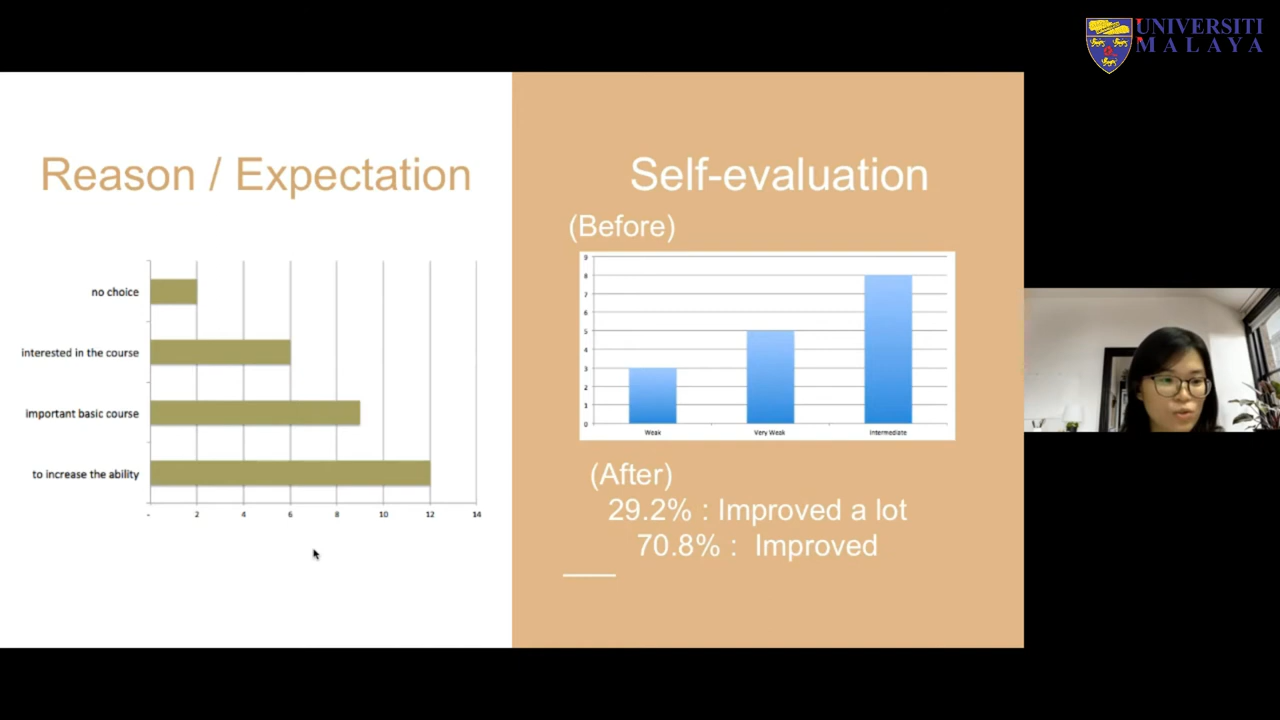 UNIVERSITI
MALAYA
Reason / Expectation
no choice
interested in the course
important basic course
to increase the ability
- 2 4 6 8 10 12 14
Self-evaluation
(Before)
9
8
7
6
5
4
3
2
1
0
Weak Very Weak Intermediate
(After)
29.2% : Improved a lot
70.8% : Improved